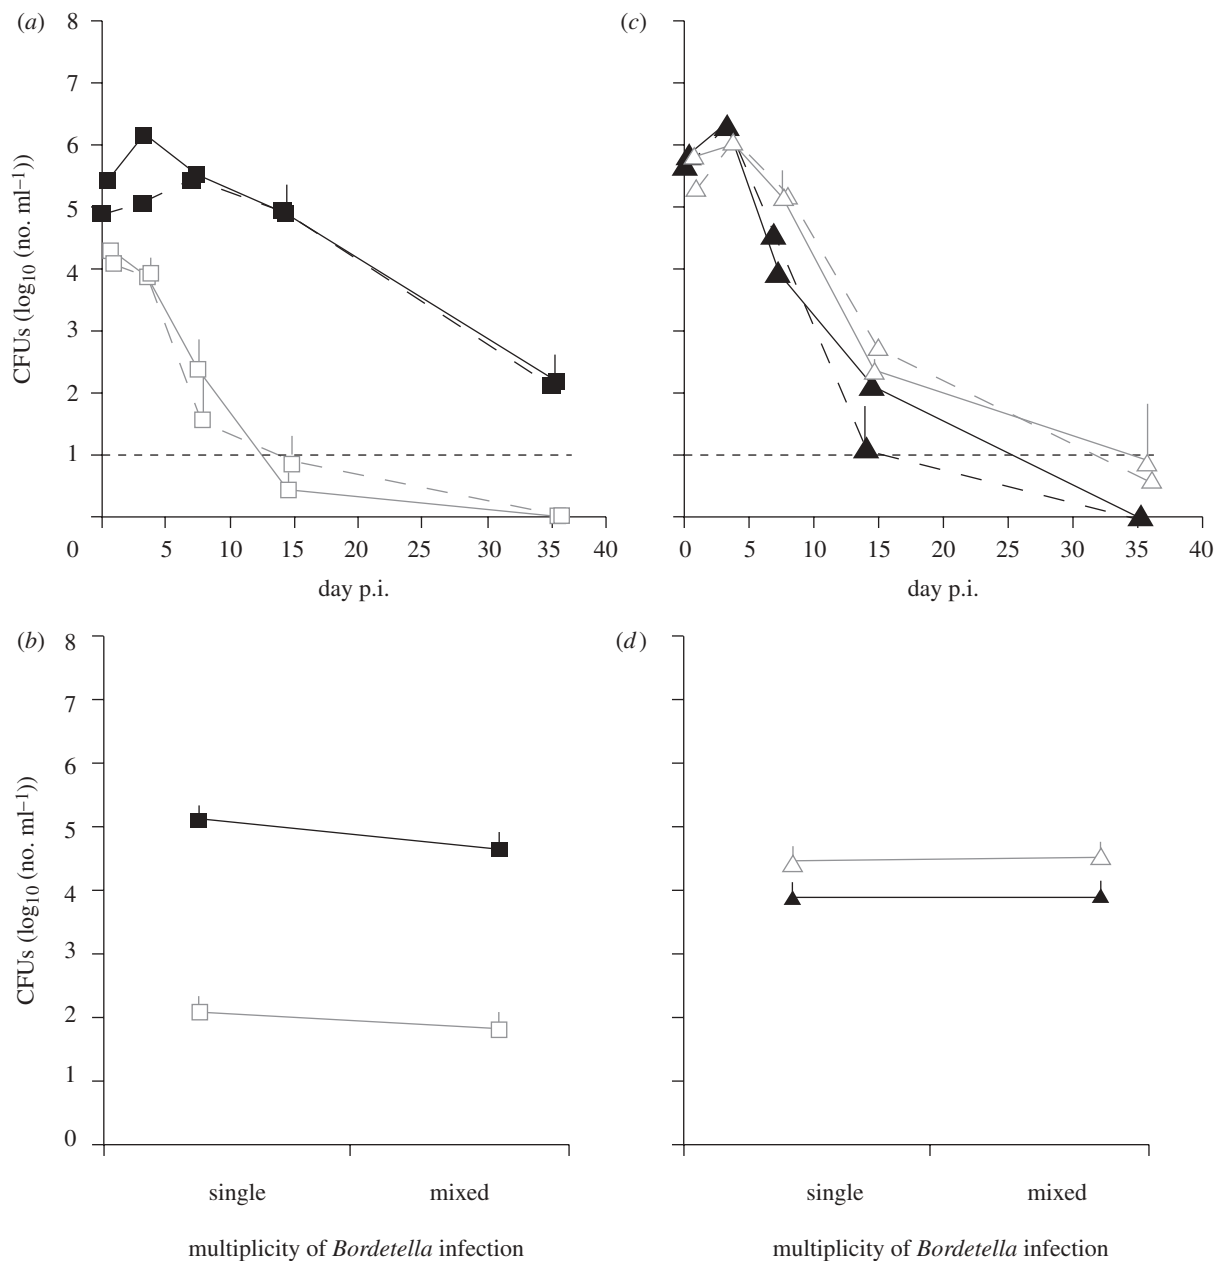 (a)
8
7
6
5
4
3
2
1
0
CFUs (log10 (no. ml−1))
5 10 15 20 25 30 35 40
day p.i.
(c)
0 5 10 15 20 25 30 35 40
day p.i.
(b)
8
7
6
5
4
3
2
1
0
CFUs (log10 (no. ml−1))
single mixed
multiplicity of Bordetella infection
(d)
single mixed
multiplicity of Bordetella infection